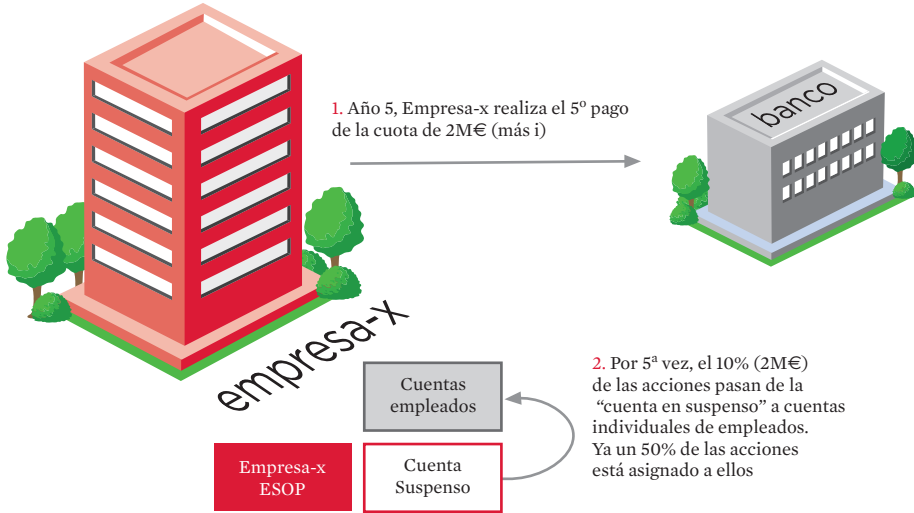 1. Año 5, Empresa-x realiza el 5º pago
de la cuota de 2M€ (más i)
banco
empresa-x
2. Por 5ª vez, el 10% (2M€)
de las acciones pasan de la
“cuenta en suspenso” a cuentas
individuales de empleados.
Ya un 50% de las acciones
está asignado a ellos
Cuentas
empleados
Empresa-x
ESOP
Cuenta
Suspenso